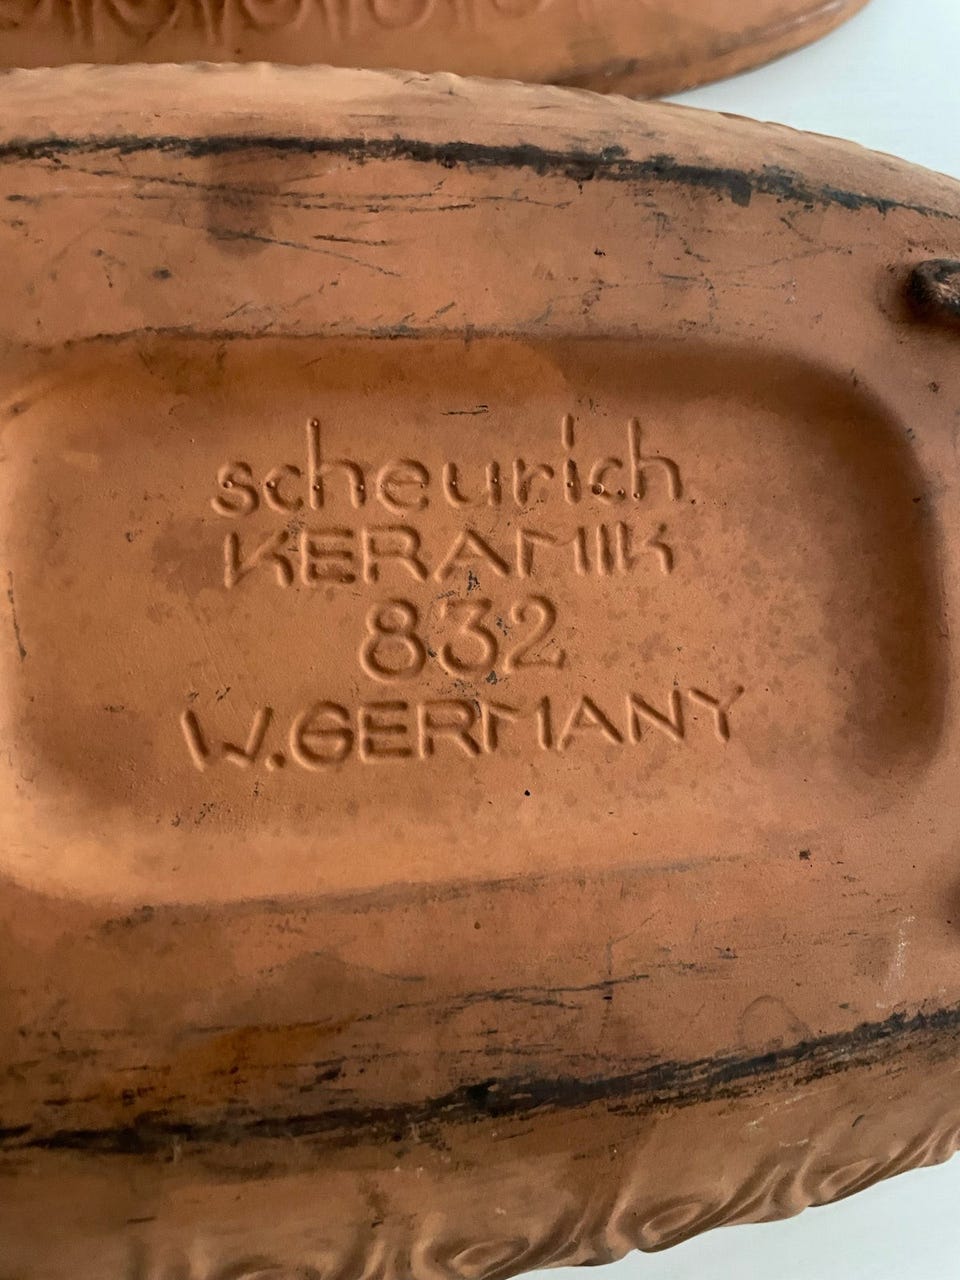 scheurich
KERAMIK
832
W.GERMANY